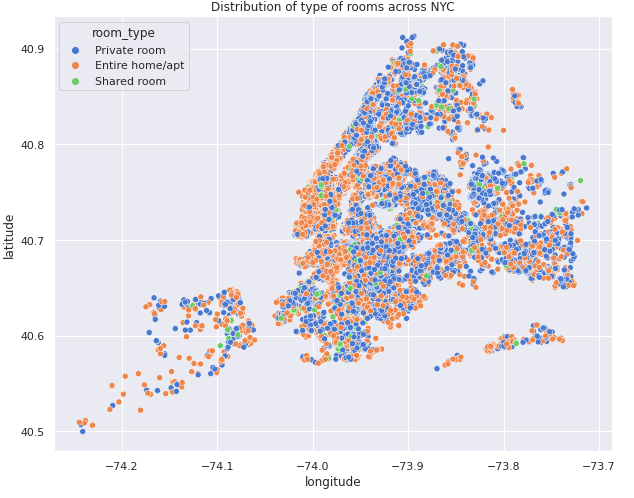 Distribution of type of rooms across NYC
room_type
Private room
Entire home/apt
Shared room
latitude
40.9
40.8
40.7
40.6
40.5
−74.2
−74.1
−74.0
−73.9
−73.8
−73.7
longitude